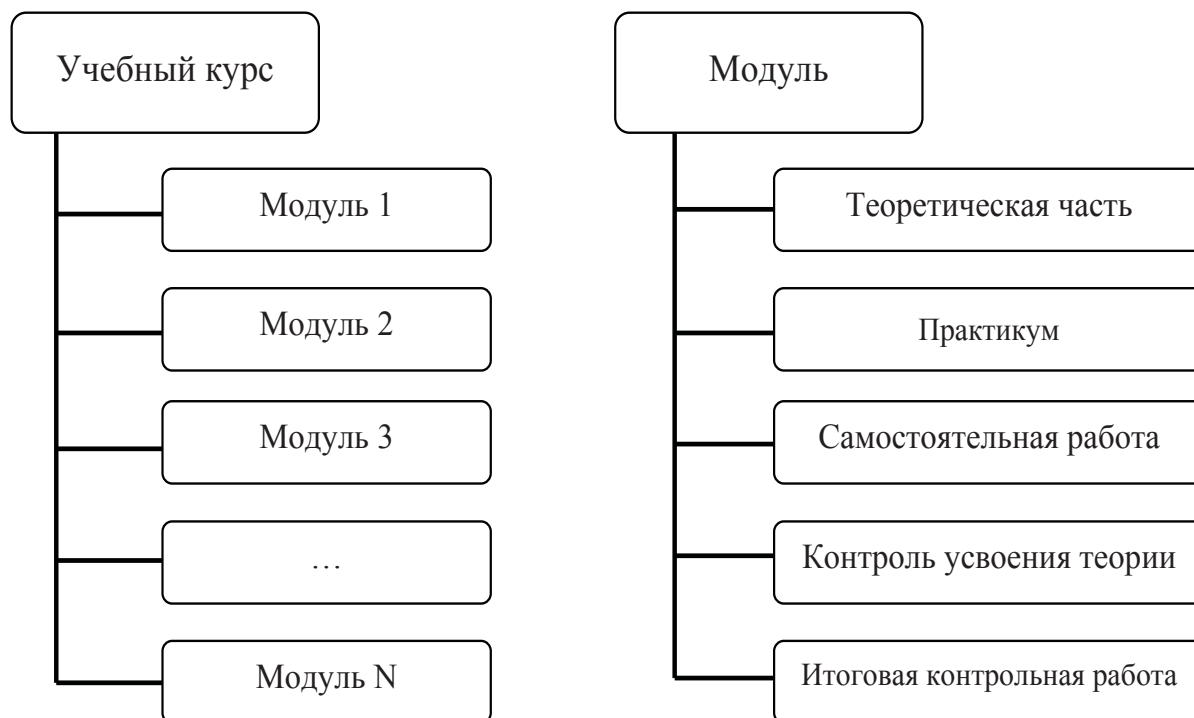 Учебный курс
Модуль 1
Модуль 2
Модуль 3
…
Модуль N
Модуль
Теоретическая часть
Практикум
Самостоятельная работа
Контроль усвоения теории
Итоговая контрольная работа